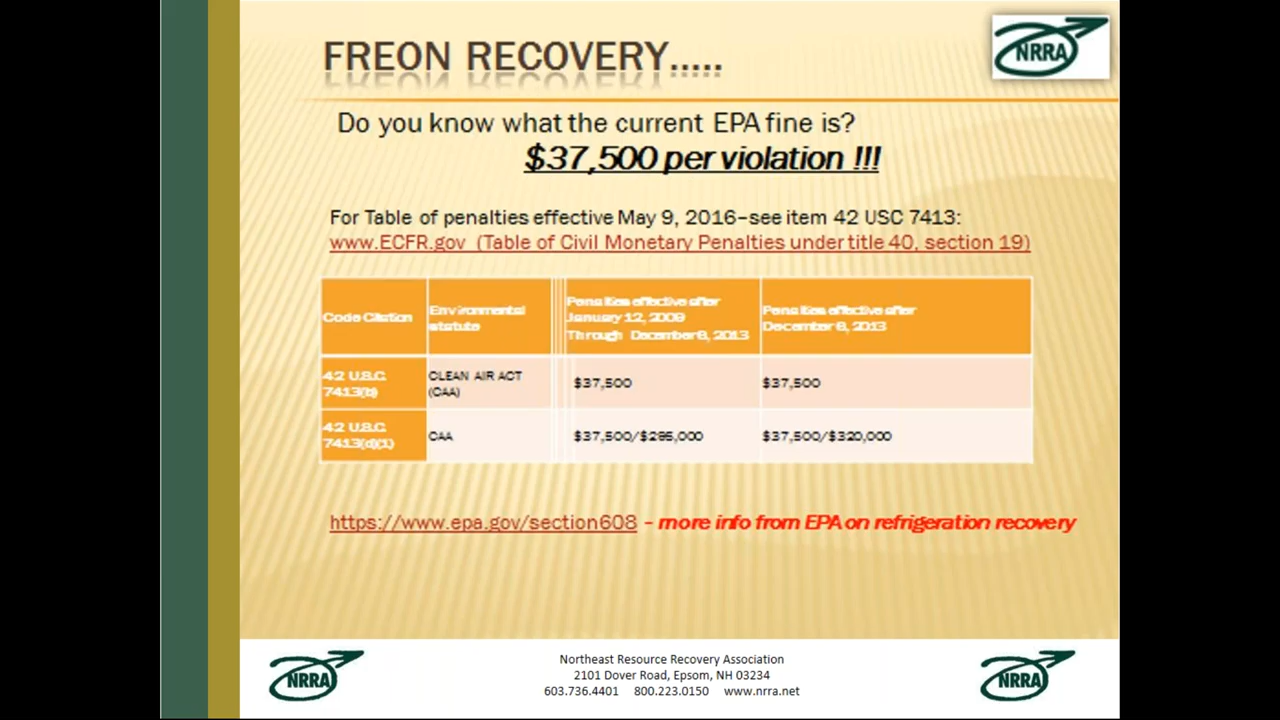 FREON RECOVERY.....
NRRA
Do you know what the current EPA fine is?
$37,500 per violation !!!
For Table of penalties effective May 9, 2016–see item 42 USC 7413:
www.ECFR.gov (Table of Civil Monetary Penalties under title 40, section 19)
Code Citation
Environmental
statute
Penalties effective after
January 12, 2009
Through December 6, 2013
Penalties effective after
December 6, 2013
42 U.S.C.
7413(b)
CLEAN AIR ACT
(CAA)
$37,500
$37,500
42 U.S.C.
7413(d)(1)
CAA
$37,500/$295,000
$37,500/$320,000
https://www.epa.gov/section608 - more info from EPA on refrigeration recovery
NRRA
Northeast Resource Recovery Association
2101 Dover Road, Epsom, NH 03234
603.736.4401 800.223.0150 www.nrra.net
NRRA